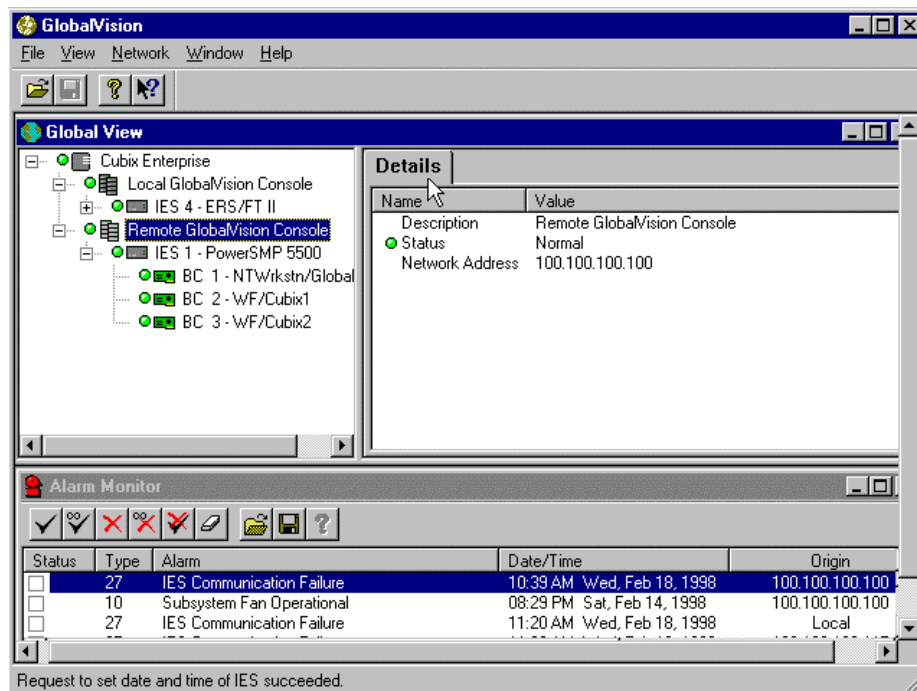 GlobalVision
File View Network Window Help
Global View
Cubix Enterprise
Local GlobalVision Console
IES 4 - ERS/FT II
Remote GlobalVision Console
IES 1 - PowerSMP 5500
BC 1 - NTWrkstn/Global
BC 2 - WF/Cubix1
BC 3 - WF/Cubix2
Details
Name Value
Description Remote GlobalVision Console
Status Normal
Network Address 100.100.100.100
Alarm Monitor
Status Type Alarm Date/Time Origin
27 IES Communication Failure 10:39 AM Wed, Feb 18, 1998 100.100.100.100
10 Subsystem Fan Operational 08:29 PM Sat, Feb 14, 1998 100.100.100.100
27 IES Communication Failure 11:20 AM Wed, Feb 18, 1998 Local
Request to set date and time of IES succeeded.